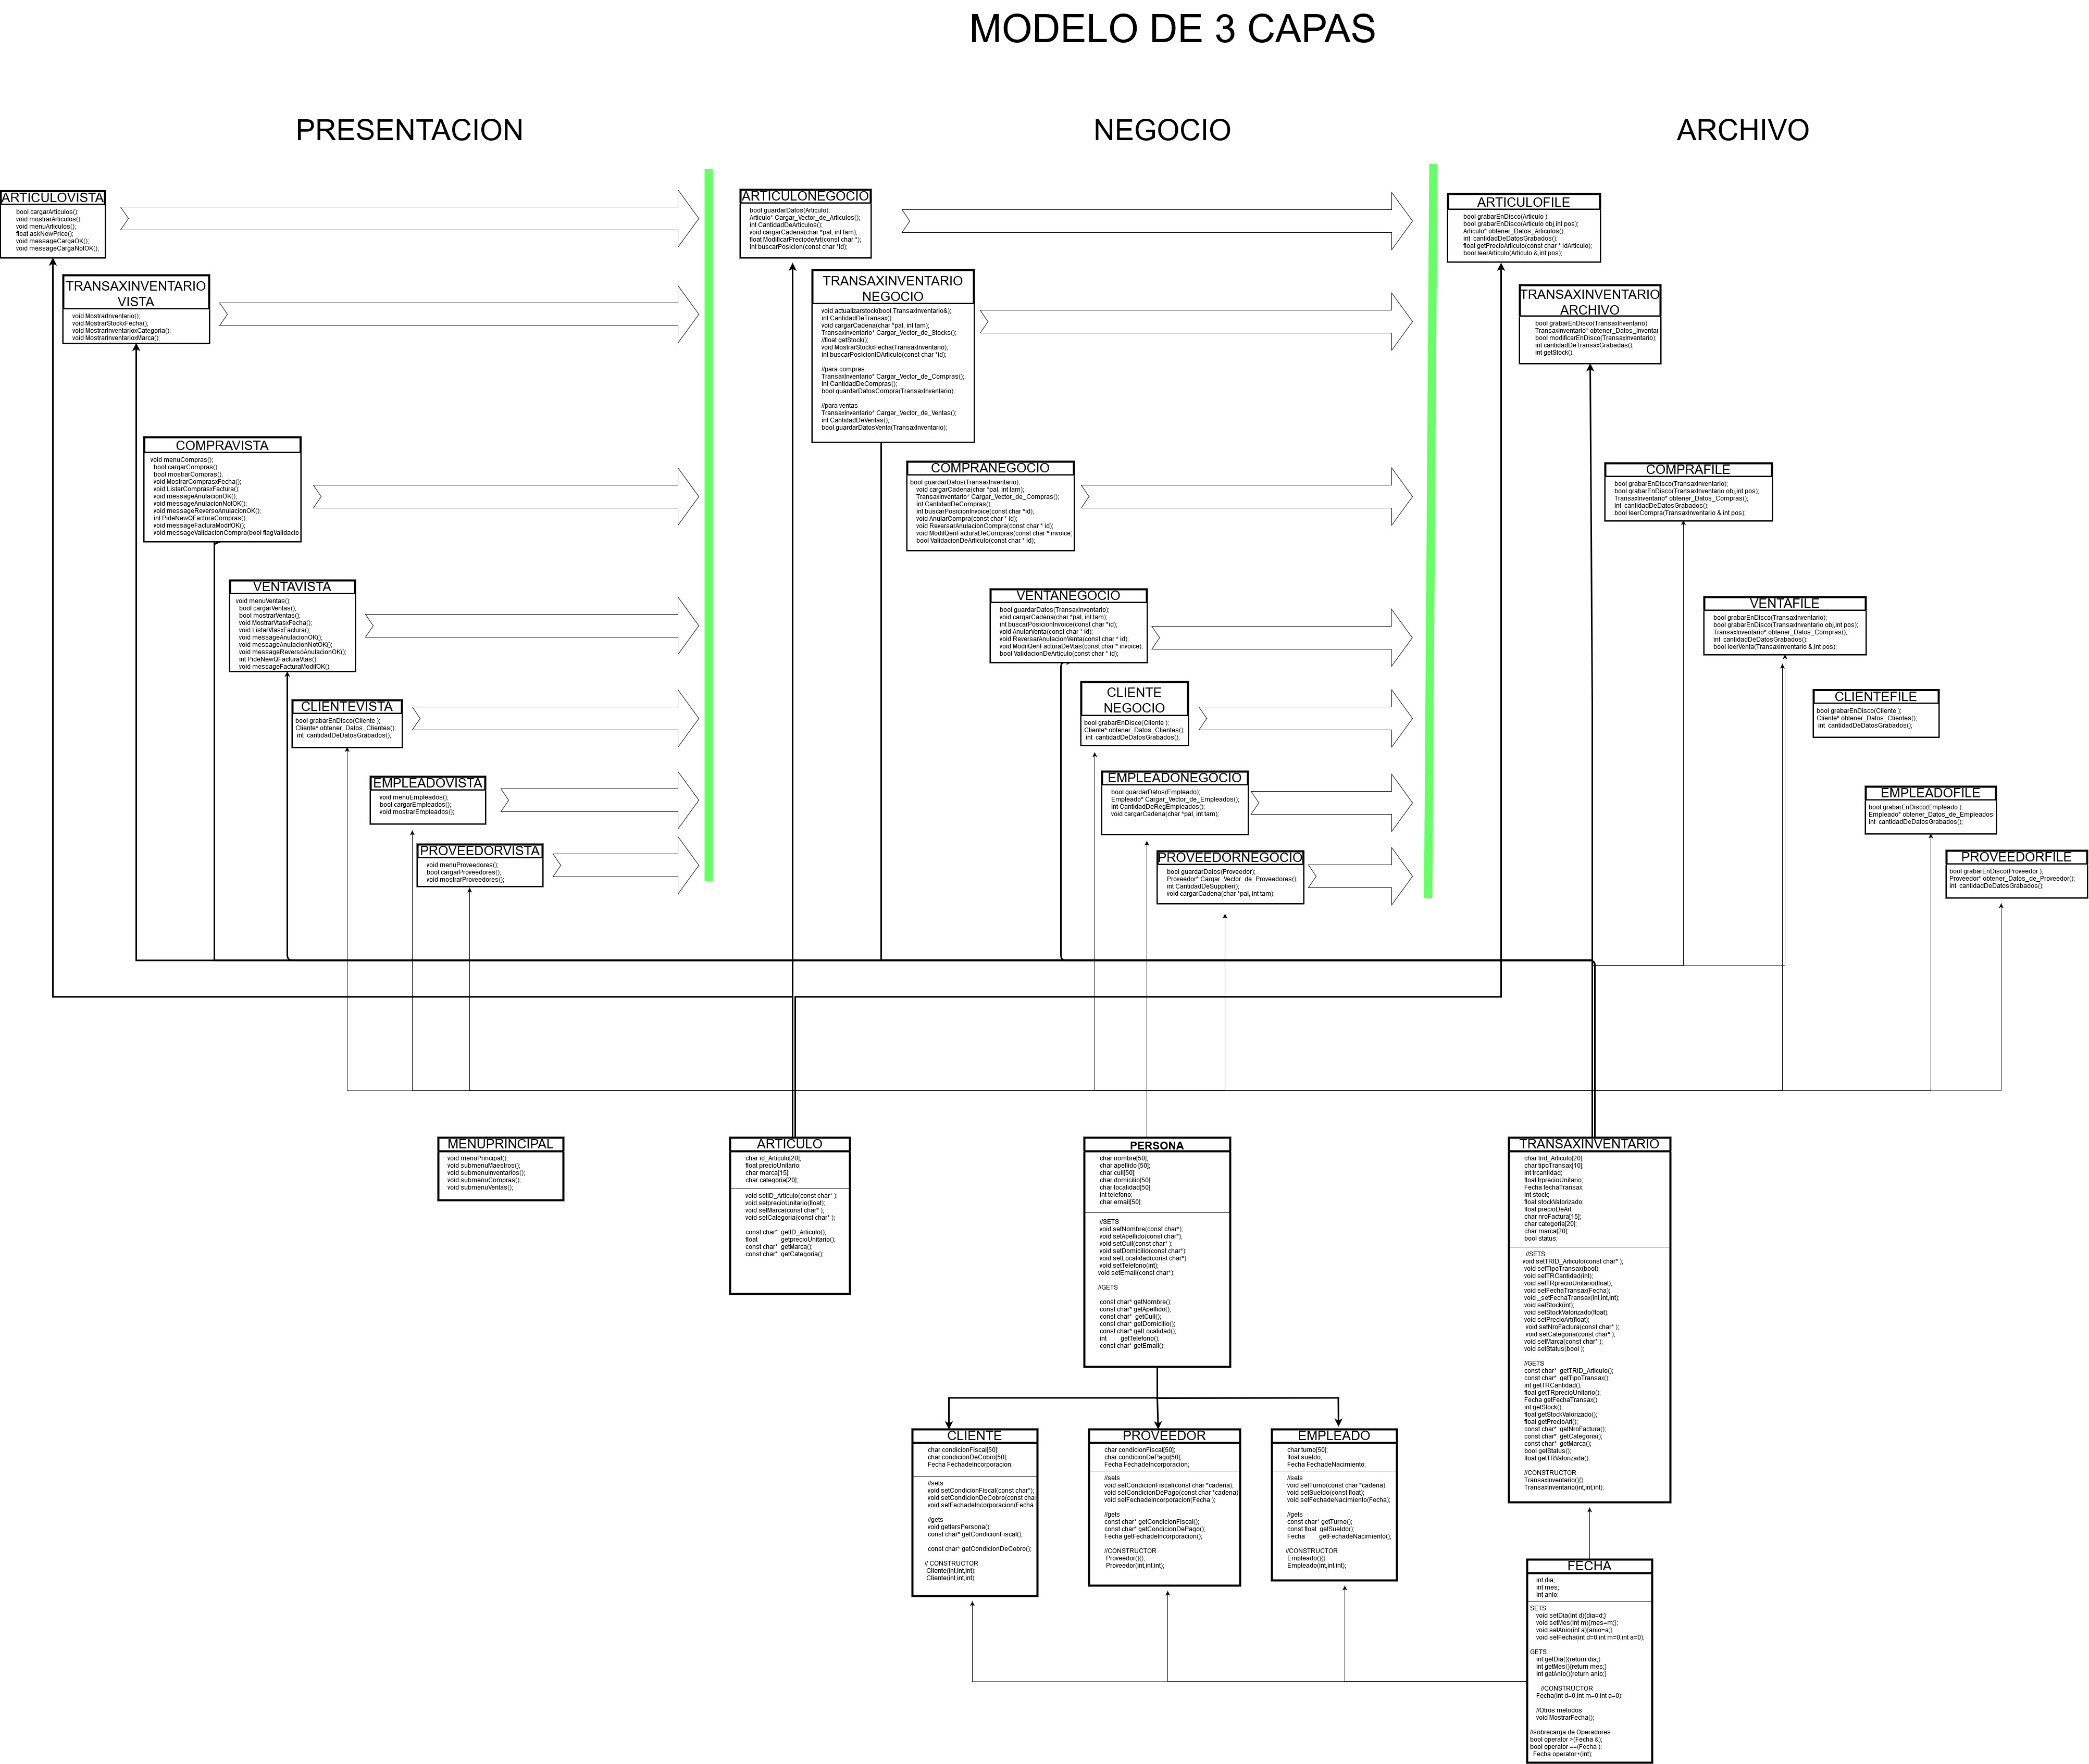 MODELO DE 3 CAPAS
PRESENTACION
NEGOCIO
ARCHIVO
ARTICULOVISTA
bool cargarArticulos();
void mostrarArticulos();
void menuArticulos();
float askNewPrice();
void messageCargaOK();
void messageCargaNotOK();
TRANSAXINVENTARIO
VISTA
void MostrarInventario();
void MostrarStockxFecha();
void MostrarInventarioxCategoria();
void MostrarInventarioxMarca();
COMPRAVISTA
void menuCompras();
bool cargarCompras();
bool mostrarCompras();
void MostrarComprasxFecha();
void ListarComprasxFactura();
void messageAnulacionOK();
void messageAnulacionNotOK();
void messageReversoAnulacionOK();
int PideNewQFacturaCompras();
void messageFacturaModifOK();
void messageValidacionCompra(bool flagValidacio
VENTAVISTA
void menuVentas();
bool cargarVentas();
bool mostrarVentas();
void MostrarVtasxFecha();
void ListarVtasxFactura();
void messageAnulacionOK();
void messageAnulacionNotOK();
void messageReversoAnulacionOK();
int PideNewQFacturaVtas();
void messageFacturaModifOK();
CLIENTEVISTA
bool grabarEnDisco(Cliente );
Cliente* obtener_Datos_Clientes();
int  cantidadDeDatosGrabados();
EMPLEADOVISTA
void menuEmpleados();
bool cargarEmpleados();
void mostrarEmpleados();
PROVEEDORVISTA
void menuProveedores();
bool cargarProveedores();
void mostrarProveedores();
ARTICULONEGOCIO
bool guardarDatos(Articulo);
Articulo* Cargar_Vector_de_Articulos();
int CantidadDeArticulos();
void cargarCadena(char *pal, int tam);
float ModificarPreciodeArt(const char *);
int buscarPosicion(const char *id);
TRANSAXINVENTARIO
NEGOCIO
void actualizarstock(bool,TransaxInventario&);
int CantidadDeTransax();
void cargarCadena(char *pal, int tam);
TransaxInventario* Cargar_Vector_de_Stocks();
//float getStock();
void MostrarStockxFecha(TransaxInventario);
int buscarPosicionIDArticulo(const char *id);
//para compras
TransaxInventario* Cargar_Vector_de_Compras();
int CantidadDeCompras();
bool guardarDatosCompra(TransaxInventario);
//para ventas
TransaxInventario* Cargar_Vector_de_Ventas();
int CantidadDeVentas();
bool guardarDatosVenta(TransaxInventario);
COMPRANEGOCIO
bool guardarDatos(TransaxInventario);
void cargarCadena(char *pal, int tam);
TransaxInventario* Cargar_Vector_de_Compras();
int CantidadDeCompras();
int buscarPosicionInvoice(const char *id);
void AnularCompra(const char * id);
void ReversarAnulacionCompra(const char * id);
void ModifQenFacturaDeCompras(const char * invoice)
bool ValidacionDeArticulo(const char * id);
VENTANEGOCIO
bool guardarDatos(TransaxInventario);
void cargarCadena(char *pal, int tam);
int buscarPosicionInvoice(const char *id);
void AnularVenta(const char * id);
void ReversarAnulacionVenta(const char * id);
void ModifQenFacturaDeVtas(const char * invoice);
bool ValidacionDeArticulo(const char * id);
CLIENTE
NEGOCIO
bool grabarEnDisco(Cliente );
Cliente* obtener_Datos_Clientes();
int  cantidadDeDatosGrabados();
EMPLEADONEGOCIO
bool guardarDatos(Empleado);
Empleado* Cargar_Vector_de_Empleados();
int CantidadDeRegEmpleados();
void cargarCadena(char *pal, int tam);
PROVEEDORNEGOCIO
bool guardarDatos(Proveedor);
Proveedor* Cargar_Vector_de_Proveedores();
int CantidadDeSupplier();
void cargarCadena(char *pal, int tam);
ARTICULOFILE
bool grabarEnDisco(Articulo );
bool grabarEnDisco(Articulo obj,int pos);
Articulo* obtener_Datos_Articulos();
int  cantidadDeDatosGrabados();
float getPrecioArticulo(const char * IdArticulo);
bool leerArticulo(Articulo &,int pos);
TRANSAXINVENTARIO
ARCHIVO
bool grabarEnDisco(TransaxInventario);
TransaxInventario* obtener_Datos_Inventar
bool modificarEnDisco(TransaxInventario);
int cantidadDeTransaxGrabadas();
int getStock();
COMPRAFILE
bool grabarEnDisco(TransaxInventario);
bool grabarEnDisco(TransaxInventario obj,int pos);
TransaxInventario* obtener_Datos_Compras();
int  cantidadDeDatosGrabados();
bool leerCompra(TransaxInventario &,int pos);
VENTAFILE
bool grabarEnDisco(TransaxInventario);
bool grabarEnDisco(TransaxInventario obj,int pos);
TransaxInventario* obtener_Datos_Compras();
int  cantidadDeDatosGrabados();
bool leerVenta(TransaxInventario &,int pos);
CLIENTEFILE
bool grabarEnDisco(Cliente );
Cliente* obtener_Datos_Clientes();
int  cantidadDeDatosGrabados();
EMPLEADOFILE
bool grabarEnDisco(Empleado );
Empleado* obtener_Datos_de_Empleados
int  cantidadDeDatosGrabados();
PROVEEDORFILE
bool grabarEnDisco(Proveedor );
Proveedor* obtener_Datos_de_Proveedor();
int  cantidadDeDatosGrabados();
MENUPRINCIPAL
void menuPrincipal();
void submenuMaestros();
void submenuInventarios();
void submenuCompras();
void submenuVentas();
ARTICULO
char id_Articulo[20];
float precioUnitario;
char marca[15];
char categoria[20];
void setID_Articulo(const char* );
void setprecioUnitario(float);
void setMarca(const char* );
void setCategoria(const char* );
const char*  getID_Articulo();
float getprecioUnitario();
const char*  getMarca();
const char*  getCategoria();
PERSONA
char nombre[50];
char apellido [50];
char cuil[50];
char domicilio[50];
char localidad[50];
int telefono;
char email[50];
//SETS
void setNombre(const char*);
void setApellido(const char*);
void setCuil(const char* );
void setDomicilio(const char*);
void setLocalidad(const char*);
void setTelefono(int);
void setEmail(const char*);
//GETS
const char* getNombre();
const char* getApellido();
const char*  getCuil();
const char* getDomicilio();
const char* getLocalidad();
int getTelefono();
const char* getEmail();
TRANSAXINVENTARIO
char trid_Articulo[20];
char tipoTransax[10];
int trcantidad;
float trprecioUnitario;
Fecha fechaTransax;
int stock;
float stockValorizado;
float precioDeArt;
char nroFactura[15];
char categoria[20];
char marca[20];
bool status;
//SETS
void setTRID_Articulo(const char* );
void setTipoTransax(bool);
void setTRCantidad(int);
void setTRprecioUnitario(float);
void setFechaTransax(Fecha);
void _setFechaTransax(int,int,int);
void setStock(int);
void setStockValorizado(float);
void setPrecioArt(float);
void setNroFactura(const char* );
void setCategoria(const char* );
void setMarca(const char* );
void setStatus(bool );
//GETS
const char*  getTRID_Articulo();
const char*  getTipoTransax();
int getTRCantidad();
float getTRprecioUnitario();
Fecha getFechaTransax();
int getStock();
float getStockValorizado();
float getPrecioArt();
const char*  getNroFactura();
const char*  getCategoria();
const char*  getMarca();
bool getStatus();
float getTRValorizada();
//CONSTRUCTOR
TransaxInventario(){};
TransaxInventario(int,int,int);
CLIENTE
char condicionFiscal[50];
char condicionDeCobro[50];
Fecha FechadeIncorporacion;
//sets
void setCondicionFiscal(const char*);
void setCondicionDeCobro(const cha
void setFechadeIncorporacion(Fecha
//gets
void gettersPersona();
const char* getCondicionFiscal();
const char* getCondicionDeCobro();
// CONSTRUCTOR
Cliente(int,int,int);
Cliente(int,int,int);
PROVEEDOR
char condicionFiscal[50];
char condicionDePago[50];
Fecha FechadeIncorporacion;
//sets
void setCondicionFiscal(const char *cadena);
void setCondicionDePago(const char *cadena)
void setFechadeIncorporacion(Fecha );
//gets
const char* getCondicionFiscal();
const char* getCondicionDePago();
Fecha getFechadeIncorporacion();
//CONSTRUCTOR
Proveedor(){};
Proveedor(int,int,int);
EMPLEADO
char turno[50];
float sueldo;
Fecha FechadeNacimiento;
//sets
void setTurno(const char *cadena);
void setSueldo(const float);
void setFechadeNacimiento(Fecha);
//gets
const char* getTurno();
const float  getSueldo();
Fecha getFechadeNacimiento();
//CONSTRUCTOR
Empleado(){};
Empleado(int,int,int);
FECHA
int dia;
int mes;
int anio;
SETS
void setDia(int d){dia=d;}
void setMes(int m){mes=m;};
void setAnio(int a){anio=a;}
void setFecha(int d=0,int m=0,int a=0);
GETS
int getDia(){return dia;}
int getMes(){return mes;}
int getAnio(){return anio;}
//CONSTRUCTOR
Fecha(int d=0,int m=0,int a=0);
//Otros metodos
void MostrarFecha();
//sobrecarga de Operadores
bool operator >(Fecha &);
bool operator ==(Fecha );
Fecha operator+(int);